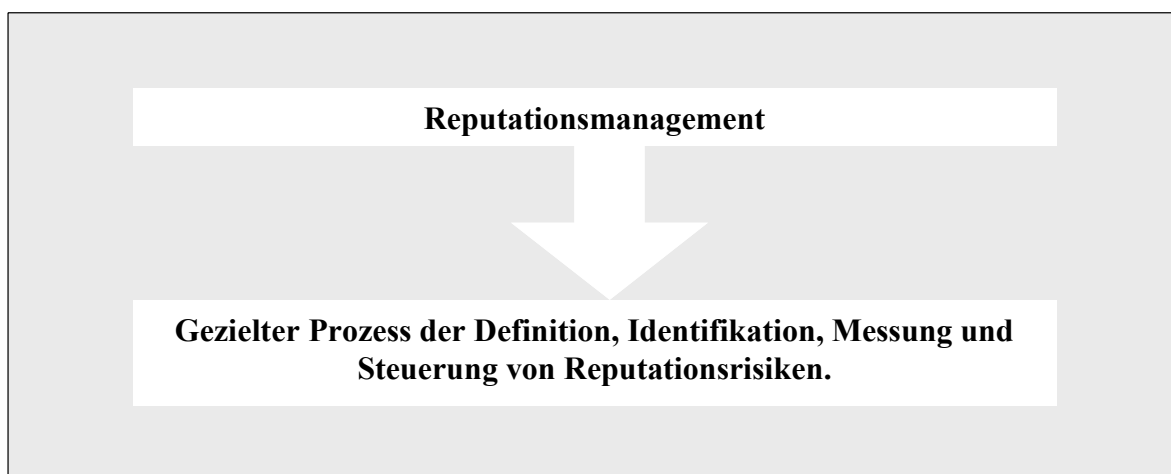 Reputationsmanagement
Gezielter Prozess der Definition, Identifikation, Messung und
Steuerung von Reputationsrisiken.